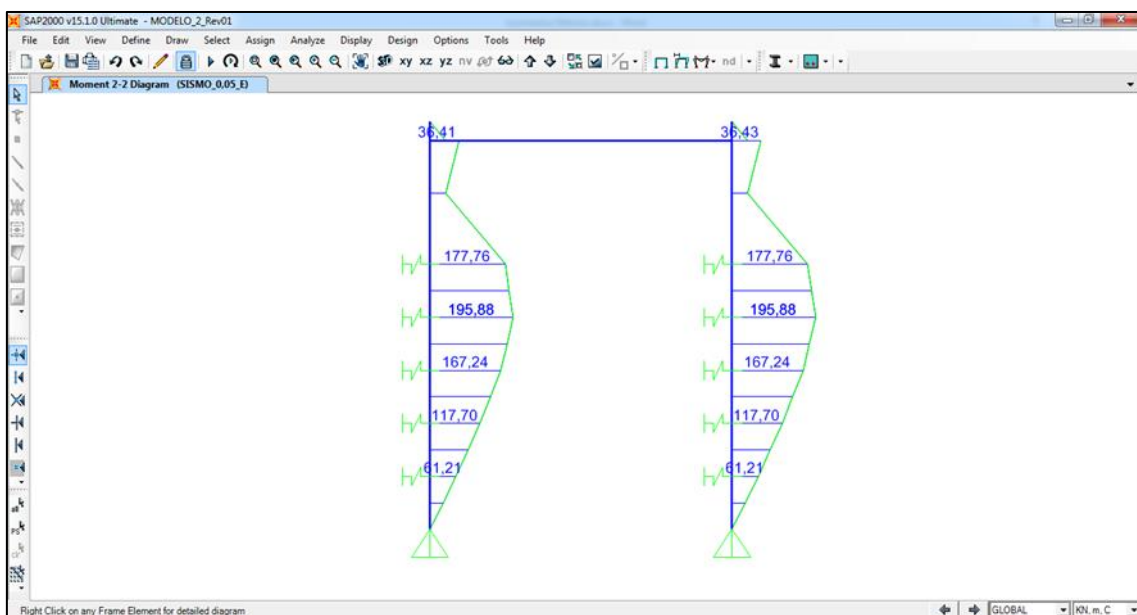 SAP2000 v15.1.0 Ultimate - MODELO_2_Rev01
File Edit View Define Draw Select Assign Analyze Display Design Options Tools Help
xy xz yz nv nd
Moment 2-2 Diagram (SISMO_0,05_E)
36,41 36,43
177,76 177,76
195,88 195,88
167,24 167,24
117,70 117,70
61,21 61,21
Right Click on any Frame Element for detailed diagram GLOBAL KN, m, C